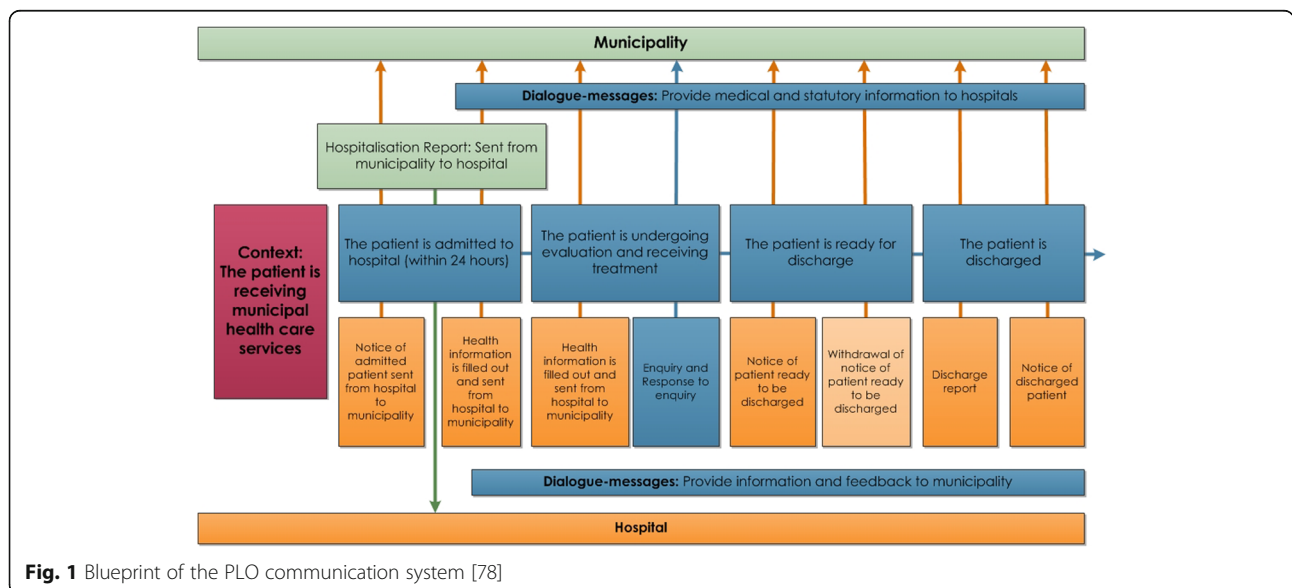 Municipality
Dialogue-messages: Provide medical and statutory information to hospitals
Hospitalisation Report: Sent from
municipality to hospital
Context:
The patient is
receiving
municipal
health care
services
The patient is admitted to
hospital (within 24 hours)
The patient is undergoing
evaluation and receiving
treatment
The patient is ready for
discharge
The patient is
discharged
Notice of
admitted
patient sent
from hospital
to
municipality
Health
information
is filled out
and sent
from
hospital to
municipality
Health
information is
filled out and
sent from
hospital to
municipality
Enquiry and
Response to
enquiry
Notice of
patient ready
to be
discharged
Withdrawal of
notice of
patient ready
to be
discharged
Discharge
report
Notice of
discharged
patient
Dialogue-messages: Provide information and feedback to municipality
Hospital
Fig. 1 Blueprint of the PLO communication system [78]